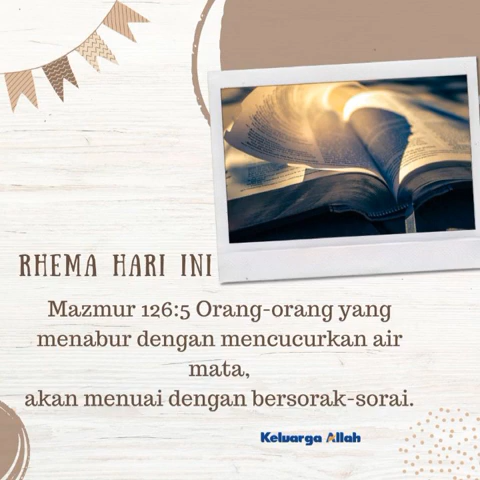 RHEMA HARI INI
Mazmur 126:5 Orang-orang yang
menabur dengan mencucurkan air
mata,
akan menuai dengan bersorak-sorai.
Keluarga Allah